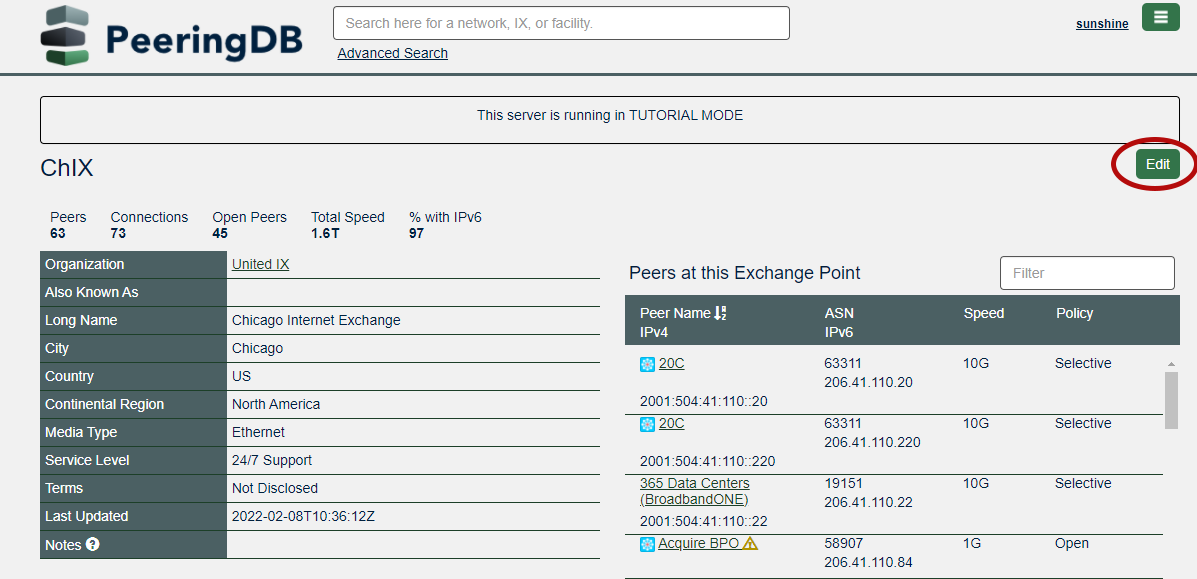 PeeringDB
Search here for a network, IX, or facility.
Advanced Search
sunshine
This server is running in TUTORIAL MODE
ChIX
Edit
Peers Connections Open Peers Total Speed % with IPv6
63 73 45 1.6T 97
Organization United IX
Also Known As
Long Name Chicago Internet Exchange
City Chicago
Country US
Continental Region North America
Media Type Ethernet
Service Level 24/7 Support
Terms Not Disclosed
Last Updated 2022-02-08T10:36:12Z
Notes ?
Peers at this Exchange Point
Filter
Peer Name ASN Speed Policy
IPv4 IPv6
20C 63311 10G Selective
206.41.110.20
2001:504:41:110::20
20C 63311 10G Selective
206.41.110.220
2001:504:41:110::220
365 Data Centers 19151 10G Selective
(BroadbandONE) 206.41.110.22
2001:504:41:110::22
Acquire BPO 58907 1G Open
206.41.110.84